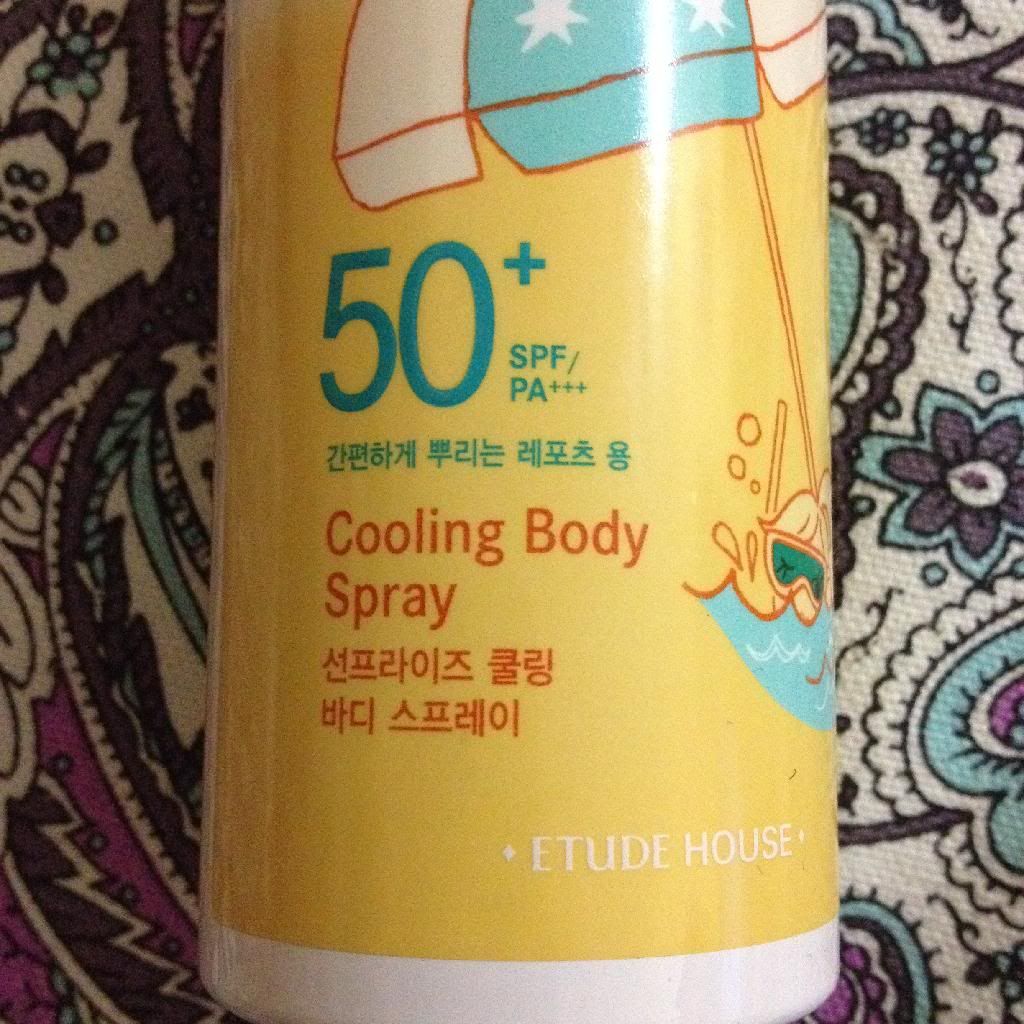 50+
SPF/
PA+++
간편하게 뿌리는 레포츠 용
Cooling Body
Spray
선프라이즈 쿨링
바디 스프레이
ETUDE HOUSE